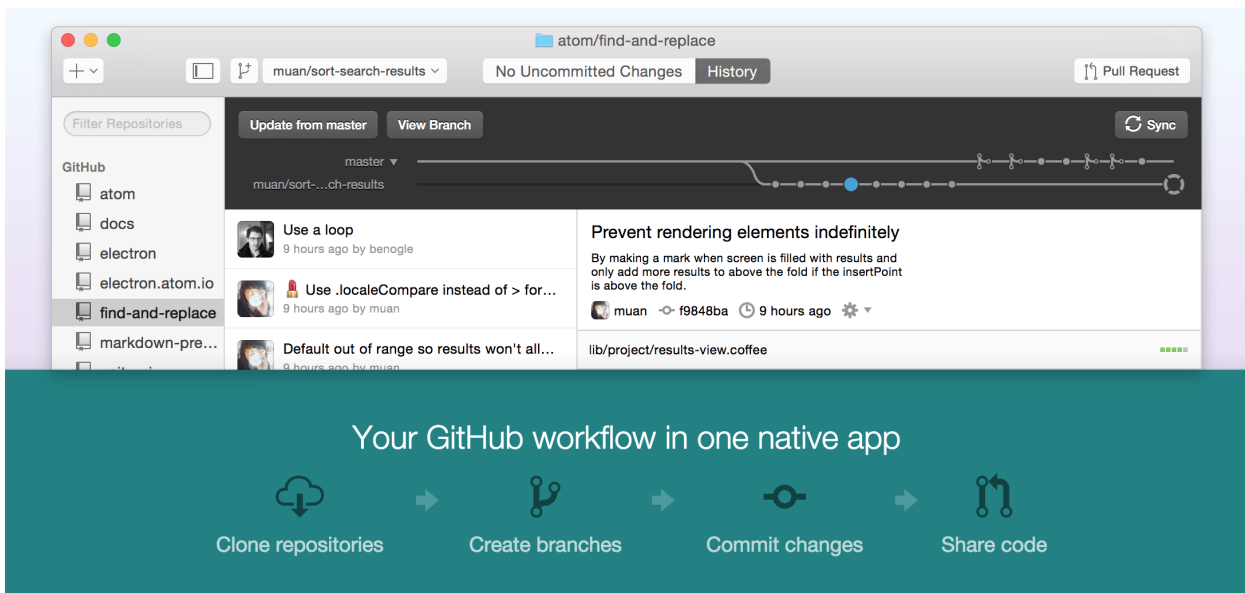 atom/find-and-replace
muan/sort-search-results
No Uncommitted Changes
History
Pull Request
Filter Repositories
GitHub
atom
docs
electron
electron.atom.io
find-and-replace
markdown-pre...
Update from master
View Branch
Sync
master
muan/sort-...ch-results
Use a loop
9 hours ago by benogle
Use .localeCompare instead of > for...
9 hours ago by muan
Default out of range so results won't all...
9 hours ago by muan
Prevent rendering elements indefinitely
By making a mark when screen is filled with results and
only add more results to above the fold if the insertPoint
is above the fold.
muan f9848ba 9 hours ago
lib/project/results-view.coffee
Your GitHub workflow in one native app
Clone repositories
Create branches
Commit changes
Share code